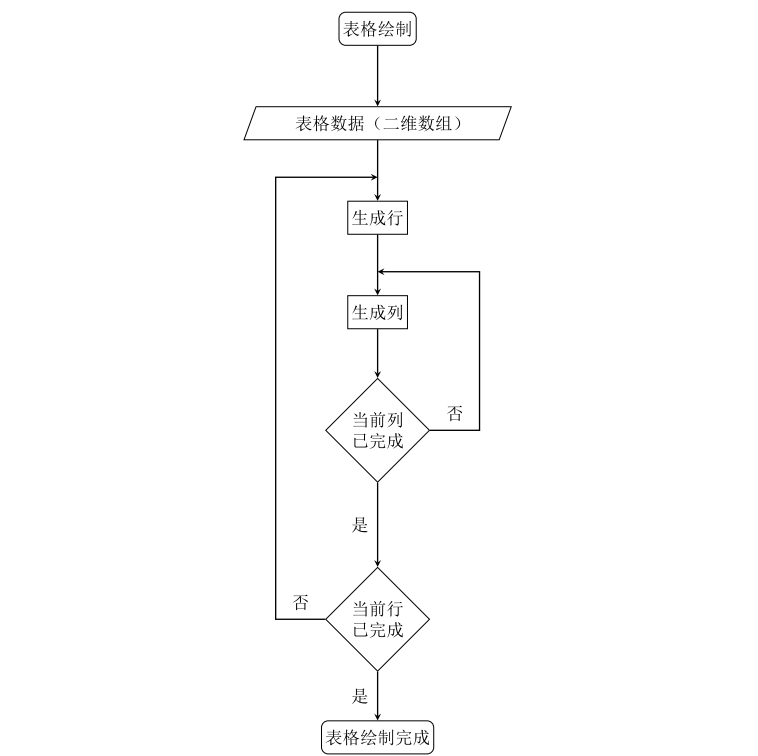 表格绘制
表格数据（二维数组）
生成行
生成列
当前列
已完成
否
是
当前行
已完成
否
是
表格绘制完成